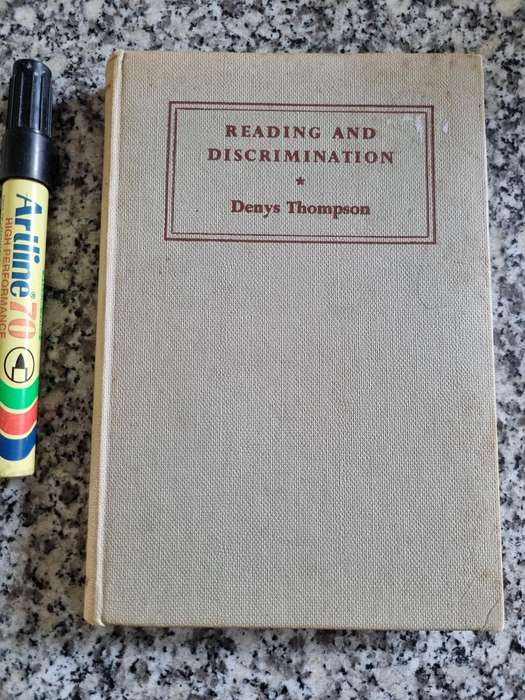 READING AND
DISCRIMINATION
Denys Thompson
Artline® 70
HIGH PERFORMANCE